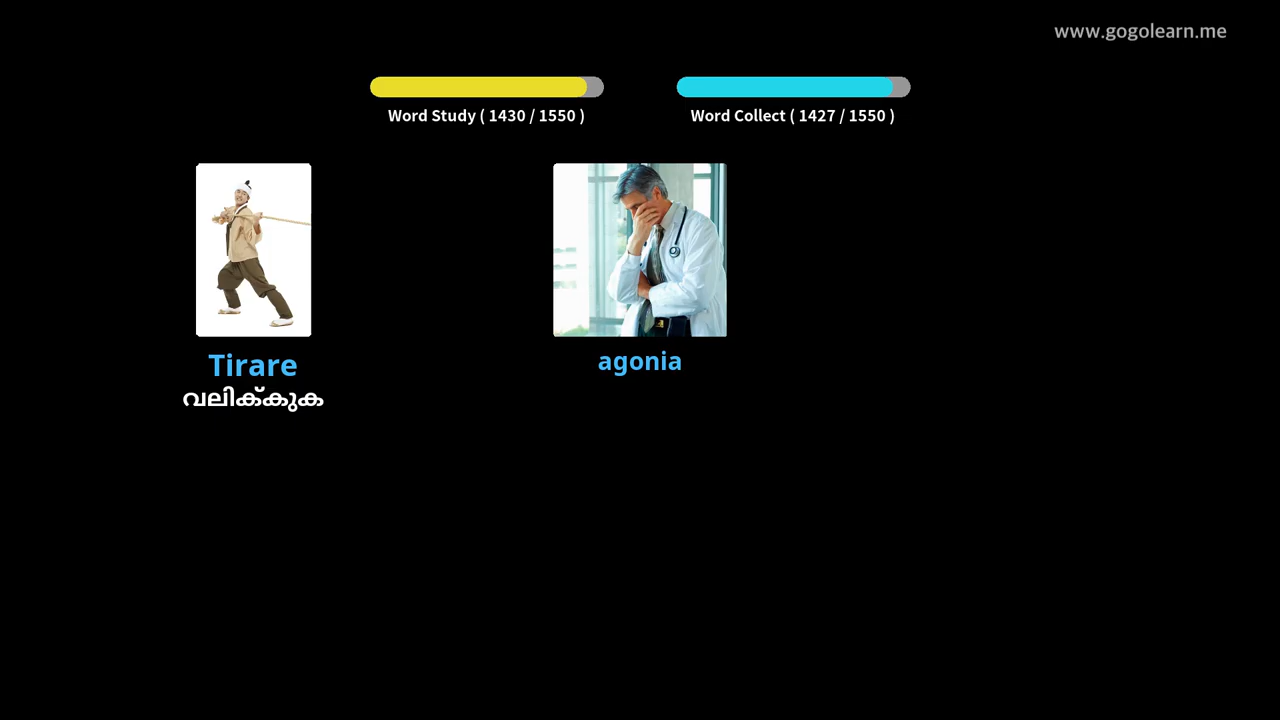 www.gogolearn.me
Word Study ( 1430 / 1550 )
Word Collect ( 1427 / 1550 )
Tirare
വലിക്കുക
agonia